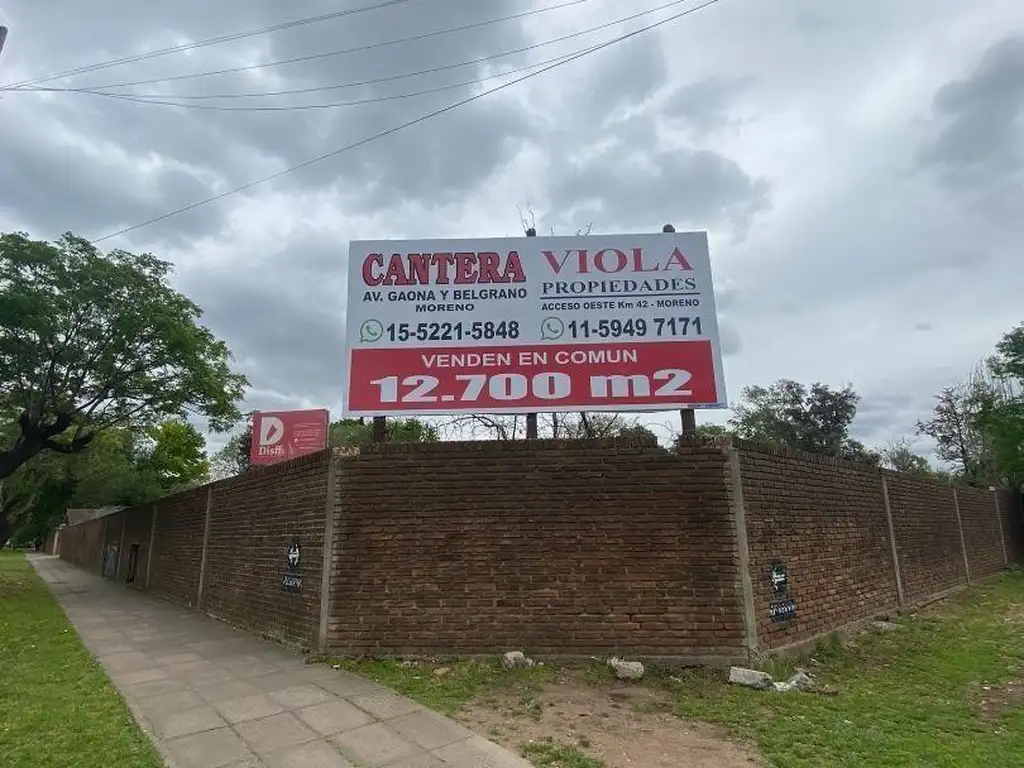 CANTERA
AV. GAONA Y BELGRANO
MORENO
15-5221-5848
VIOLA
PROPIEDADES
ACCESO OESTE Km 42 - MORENO
11-5949 7171
VENDEN EN COMUN
12.700 m2
D